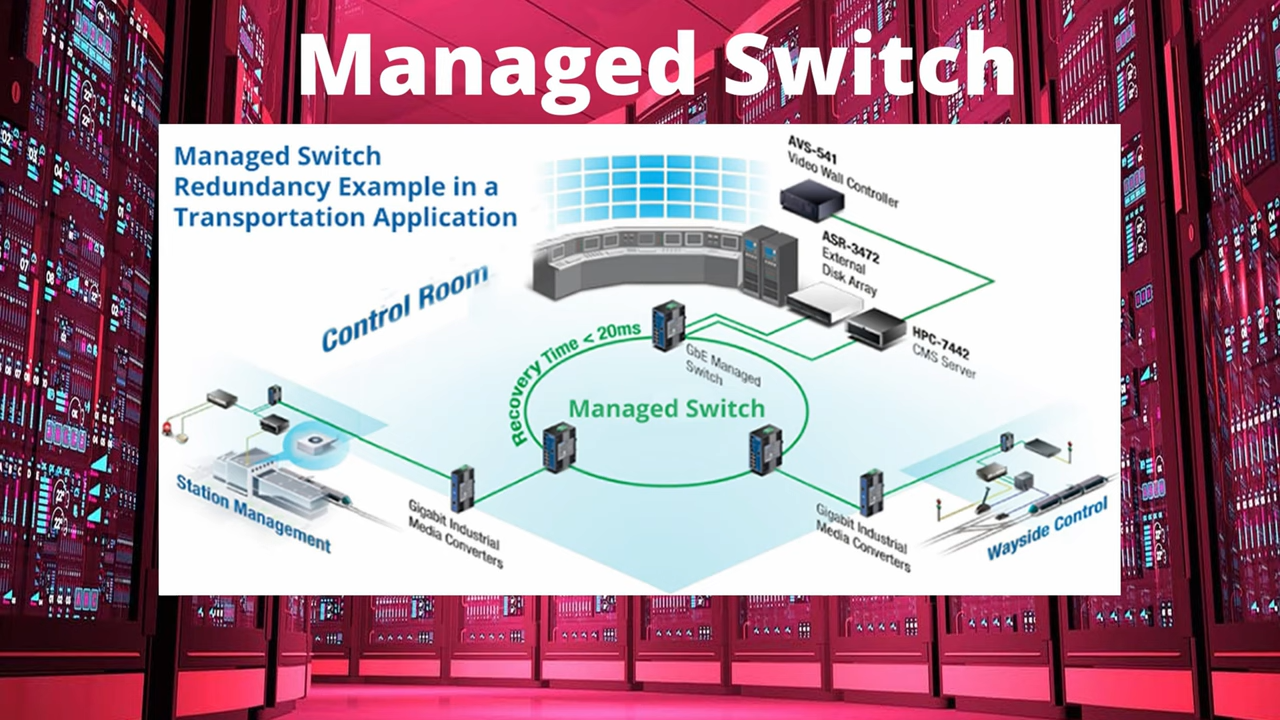 Managed Switch
Managed Switch
Redundancy Example in a
Transportation Application
AVS-541
Video Wall Controller
ASR-3472
External
Disk Array
Control Room
HPC-7442
CMS Server
Recovery Time < 20ms
GbE Managed
Switch
Managed Switch
Station Management
Gigabit Industrial
Media Converters
Gigabit Industrial
Media Converters
Wayside Control